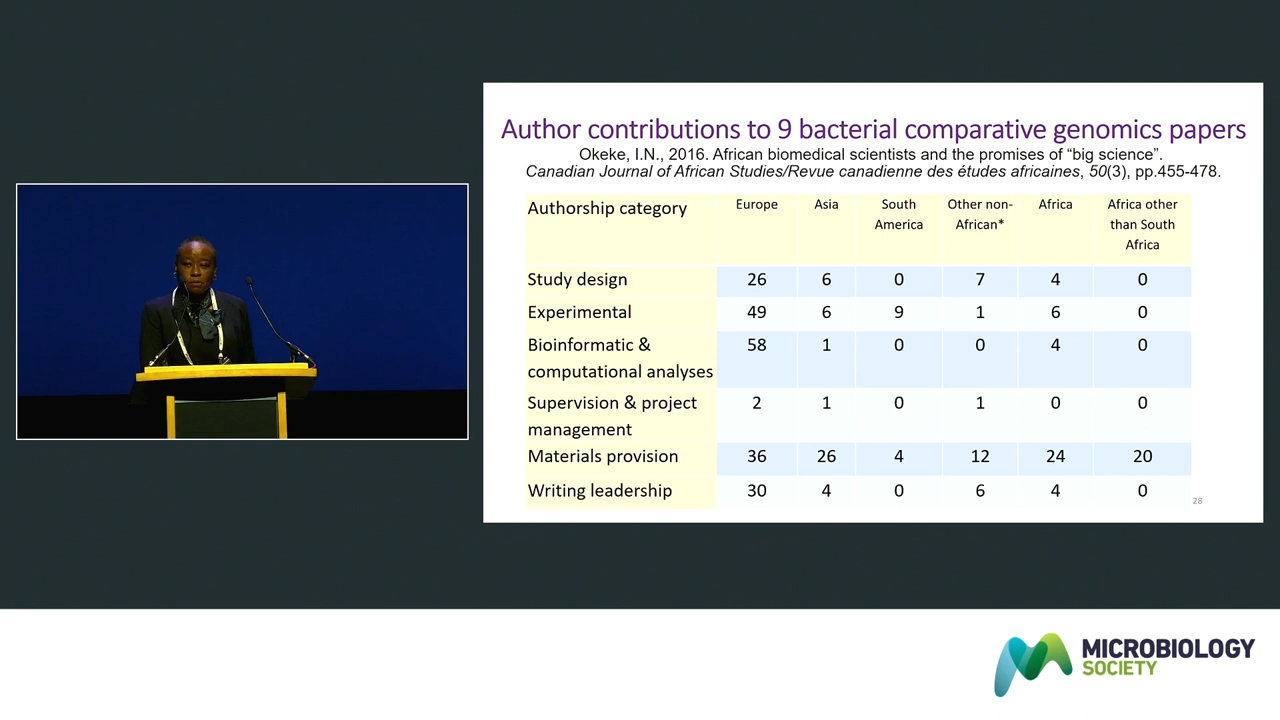 Author contributions to 9 bacterial comparative genomics papers
Okeke, I.N., 2016. African biomedical scientists and the promises of “big science”.
Canadian Journal of African Studies/Revue canadienne des études africaines, 50(3), pp.455-478.
Authorship category Europe Asia South America Other non-African* Africa Africa other than South Africa
Study design 26 6 0 7 4 0
Experimental 49 6 9 1 6 0
Bioinformatic & computational analyses 58 1 0 0 4 0
Supervision & project management 2 1 0 1 0 0
Materials provision 36 26 4 12 24 20
Writing leadership 30 4 0 6 4 0
28
MICROBIOLOGY
SOCIETY